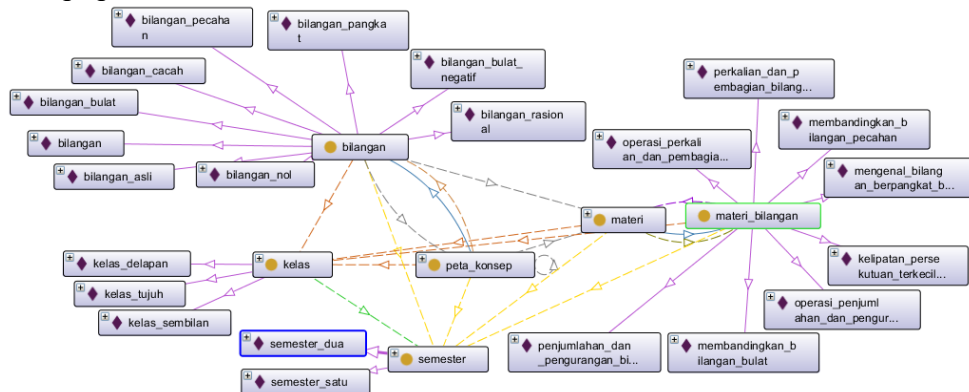 bilangan_pecaha
n
bilangan_pangka
t
bilangan_cacah
bilangan_bulat_
negatif
perkalian_dan_p
embagian_bilang...
bilangan_bulat
bilangan_rasion
al
membandingkan_b
ilangan_pecahan
bilangan
bilangan
operasi_perkali
an_dan_pembagia...
bilangan_asli
bilangan_nol
mengenal_bilang
an_berpangkat_b...
materi
materi_bilangan
kelas_delapan
kelas
peta_konsep
kelipatan_perse
kutuan_terkecil...
kelas_tujuh
operasi_penjuml
ahan_dan_pengur...
kelas_sembilan
semester_dua
semester
penjumlahan_dan
_pengurangan_bi...
membandingkan_b
ilangan_bulat
semester_satu